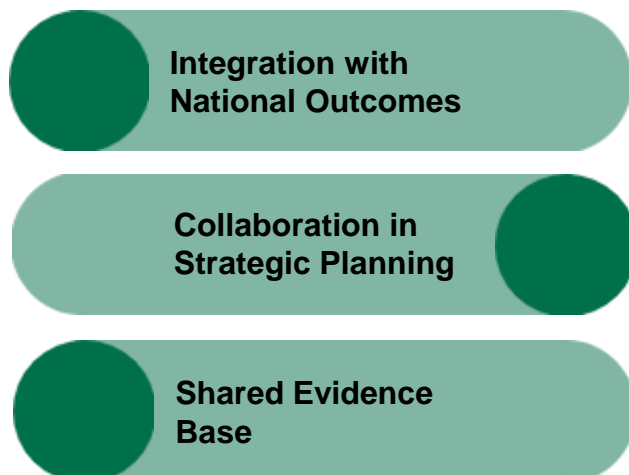 Integration with
National Outcomes
Collaboration in
Strategic Planning
Shared Evidence
Base